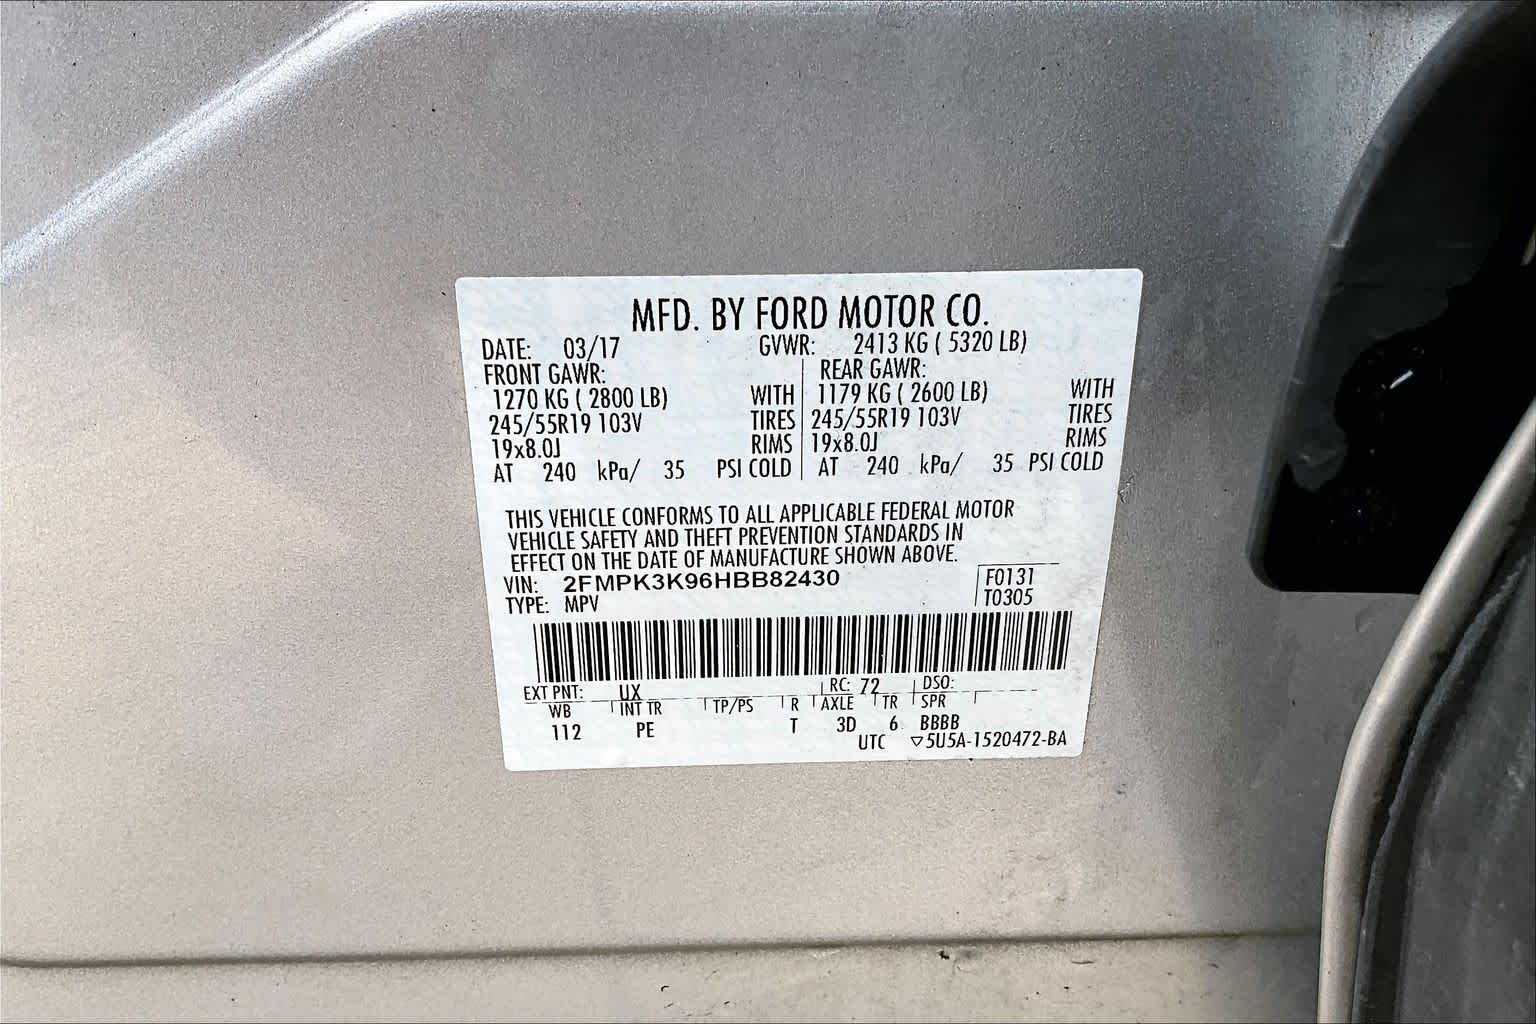 MFD. BY FORD MOTOR CO.
DATE: 03/17 GVWR: 2413 KG ( 5320 LB)
FRONT GAWR: REAR GAWR:
1270 KG ( 2800 LB) WITH 1179 KG ( 2600 LB) WITH
245/55R19 103V TIRES 245/55R19 103V TIRES
19x8.0J RIMS 19x8.0J RIMS
AT 240 kPa/ 35 PSI COLD AT 240 kPa/ 35 PSI COLD
THIS VEHICLE CONFORMS TO ALL APPLICABLE FEDERAL MOTOR
VEHICLE SAFETY AND THEFT PREVENTION STANDARDS IN
EFFECT ON THE DATE OF MANUFACTURE SHOWN ABOVE.
VIN: 2FMPK3K96HBB82430 F0131
TYPE: MPV T0305
EXT PNT: UX RC: 72 DSO:
WB INT TR TP/PS R AXLE TR SPR
112 PE T 3D 6 BBBB
UTC ▽5U5A-1520472-BA